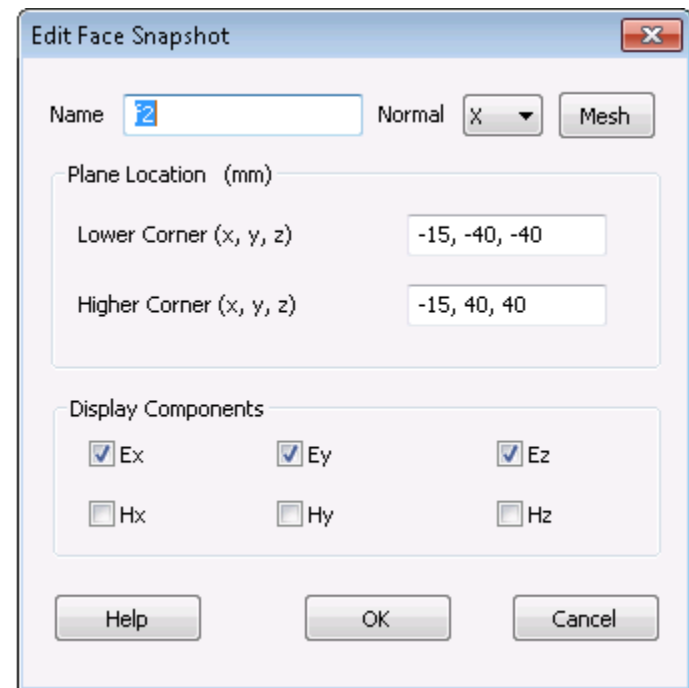 Edit Face Snapshot
Name f2 Normal X Mesh
Plane Location (mm)
Lower Corner (x, y, z) -15, -40, -40
Higher Corner (x, y, z) -15, 40, 40
Display Components
Ex Ey Ez
Hx Hy Hz
Help OK Cancel